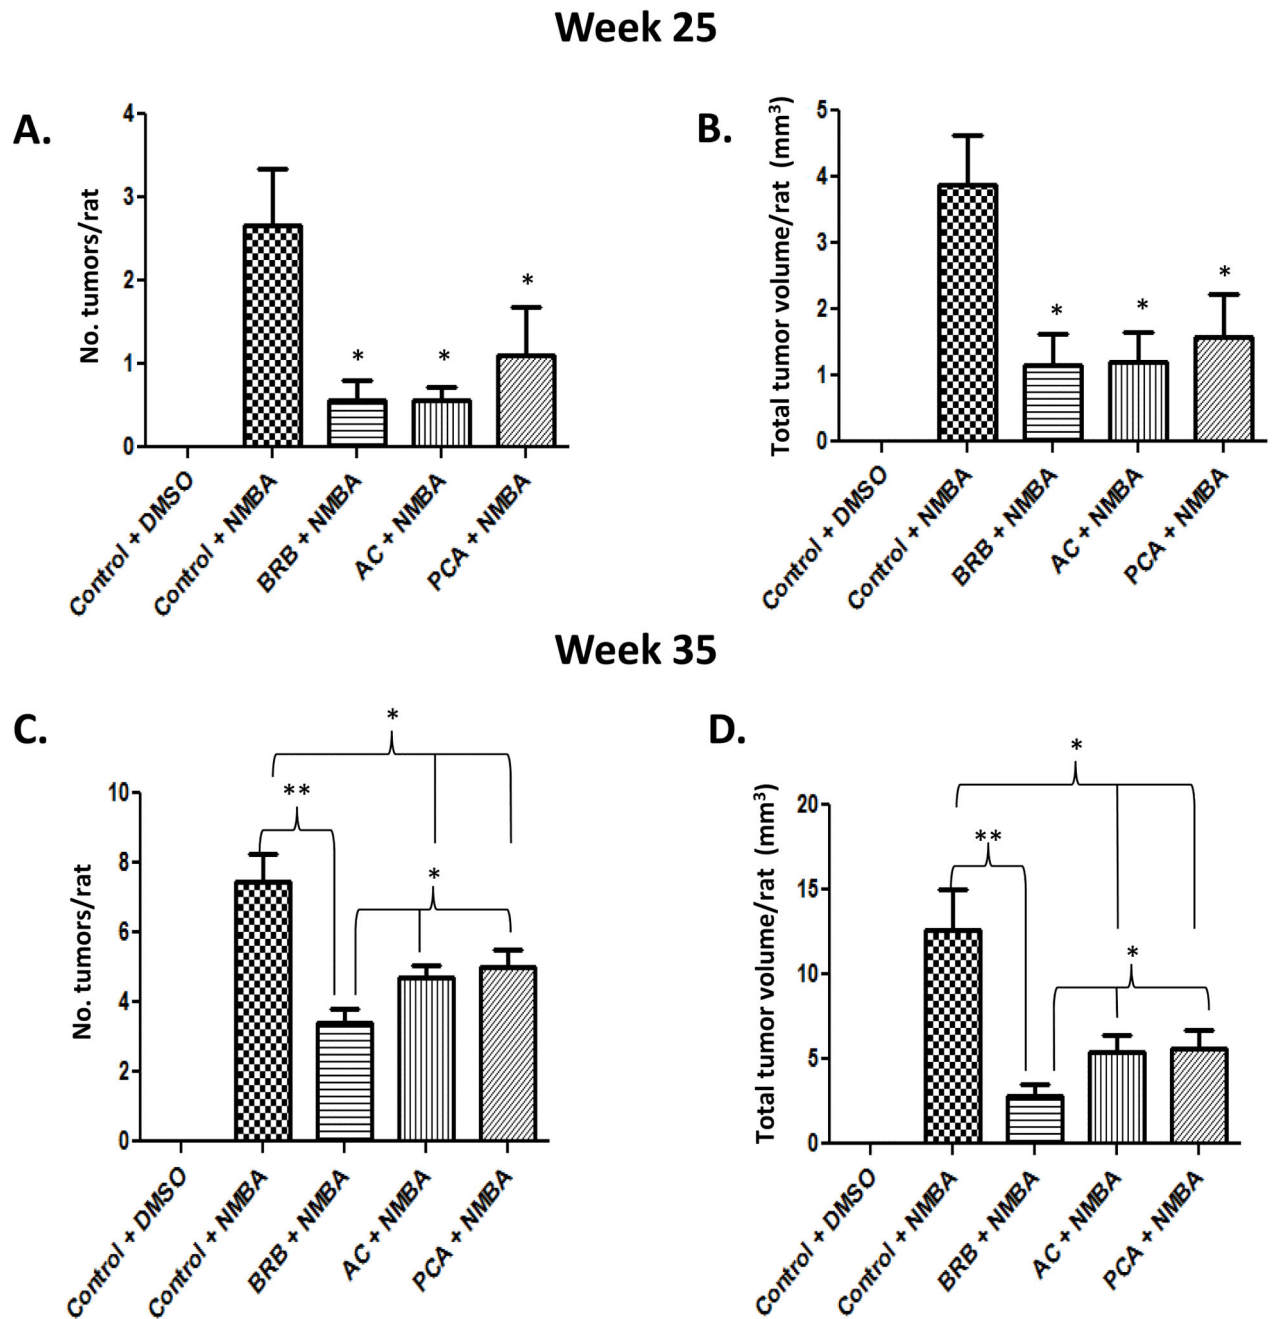 Week 25
A.
No. tumors/rat
4
3
2
1
0
*
*
*
Control + DMSO
Control + NMBA
BRB + NMBA
AC + NMBA
PCA + NMBA
B.
Total tumor volume/rat (mm³)
5
4
3
2
1
0
*
*
*
Control + DMSO
Control + NMBA
BRB + NMBA
AC + NMBA
PCA + NMBA
Week 35
C.
No. tumors/rat
10
8
6
4
2
0
*
**
*
Control + DMSO
Control + NMBA
BRB + NMBA
AC + NMBA
PCA + NMBA
D.
Total tumor volume/rat (mm³)
20
15
10
5
0
*
**
*
Control + DMSO
Control + NMBA
BRB + NMBA
AC + NMBA
PCA + NMBA